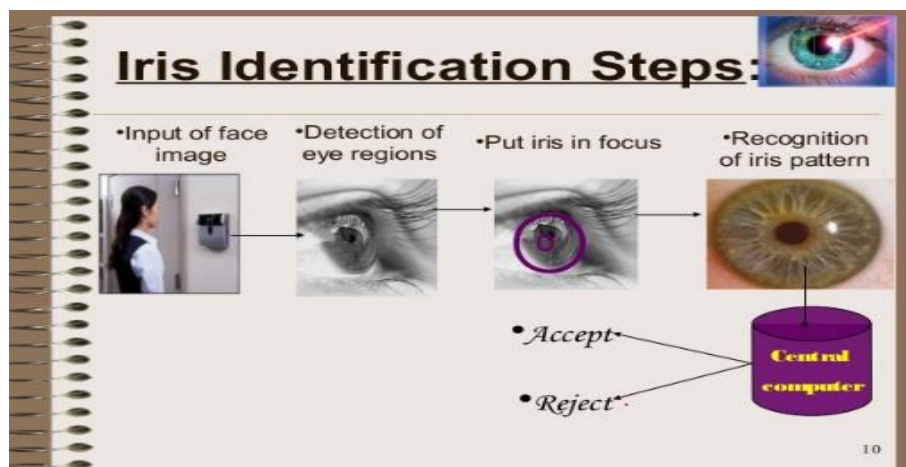 Iris Identification Steps:
•Input of face
image
•Detection of
eye regions
•Put iris in focus
•Recognition
of iris pattern
• Accept
• Reject
Central
computer
10